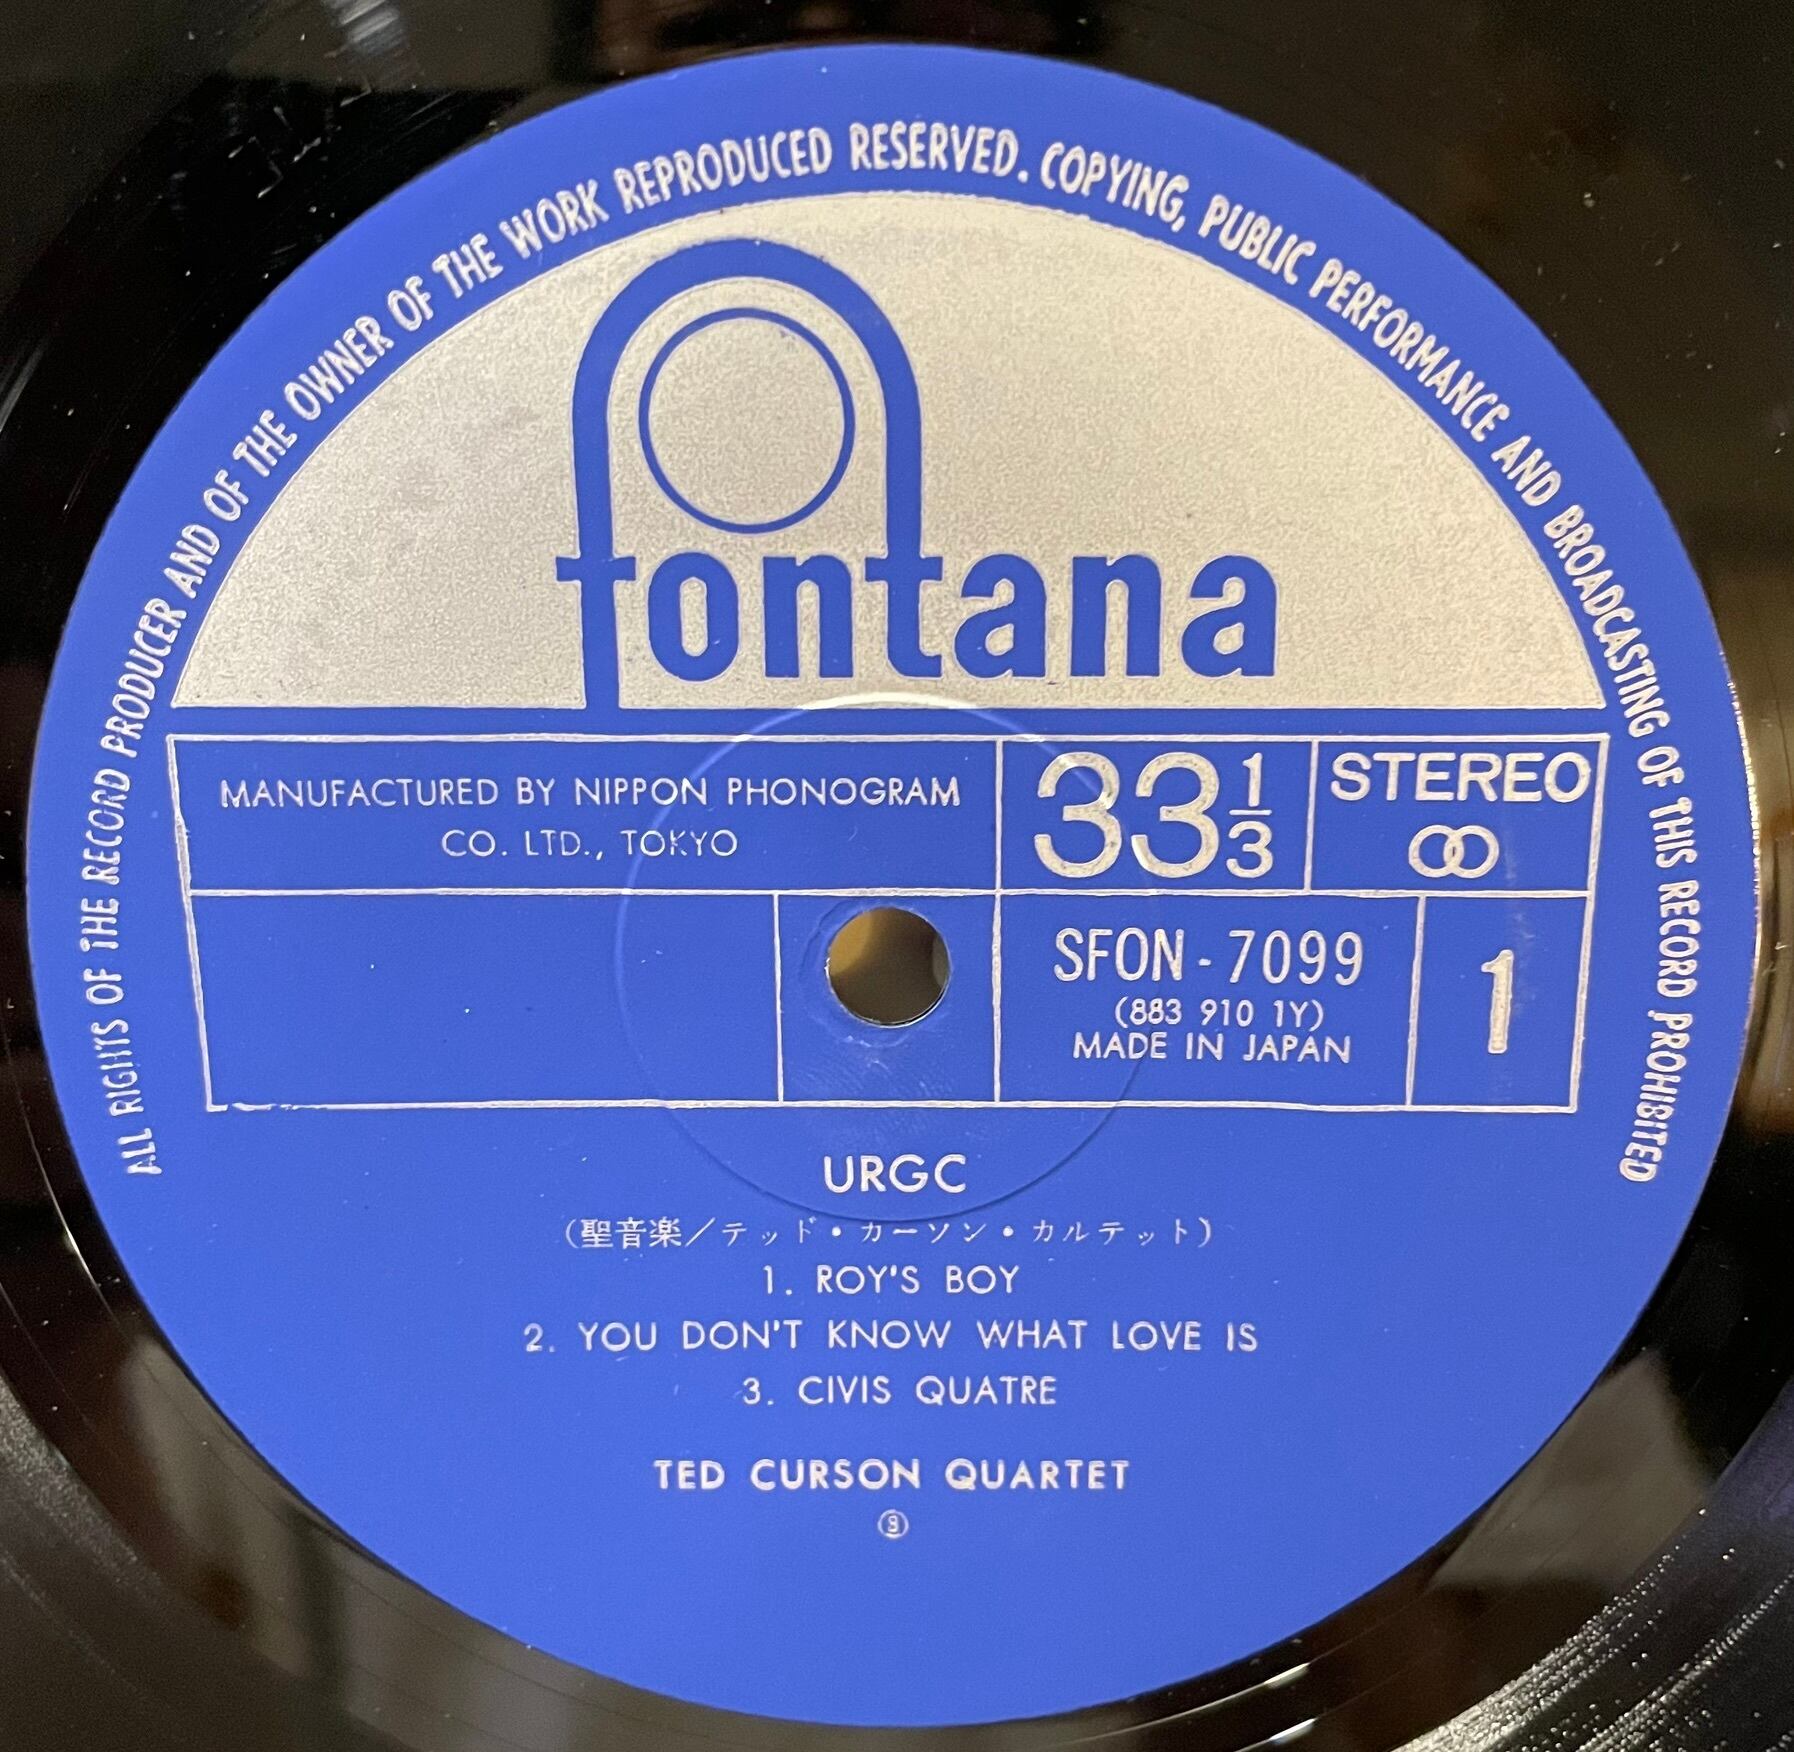 ALL RIGHTS OF THE RECORD PRODUCER AND OF THE OWNER OF THE WORK REPRODUCED RESERVED. COPYING, PUBLIC PERFORMANCE AND BROADCASTING OF THIS RECORD PROHIBITED
fontana
MANUFACTURED BY NIPPON PHONOGRAM
CO. LTD., TOKYO
33 1/3
STEREO
SFON-7099
(883 910 1Y)
MADE IN JAPAN
1
URGC
(聖音楽／テッド・カーソン・カルテット)
1. ROY'S BOY
2. YOU DON'T KNOW WHAT LOVE IS
3. CIVIS QUATRE
TED CURSON QUARTET